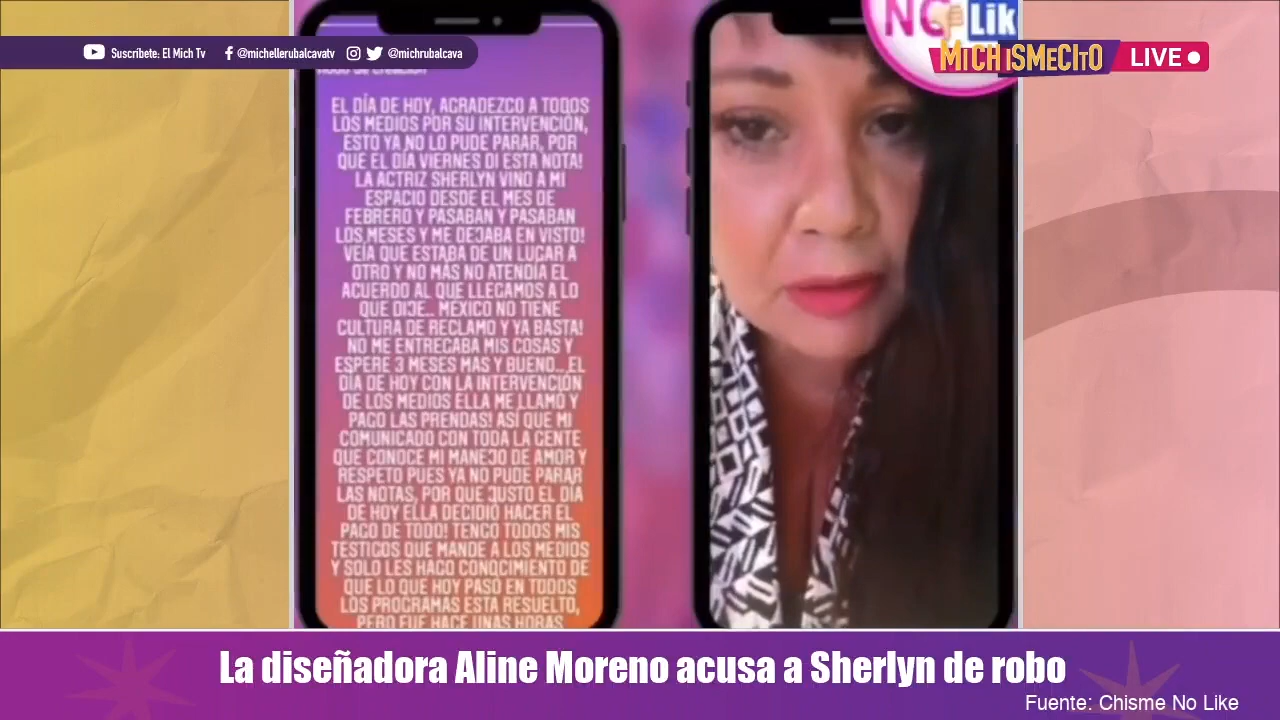 Suscríbete: El Mich Tv
@michellerubalcavatv
@michrubalcava
NO Lik
MICHISMECITO
LIVE
EL DÍA DE HOY, AGRADEZCO A TODOS
LOS MEDIOS POR SU INTERVENCIÓN,
ESTO YA NO LO PUDE PARAR, POR
QUE EL DÍA VIERNES DI ESTA NOTA!
LA ACTRIZ SHERLYN VINO A MI
ESPACIO DESDE EL MES DE
FEBRERO Y PASABAN Y PASABAN
LOS MESES Y ME DEJABA EN VISTO!
VEÍA QUE ESTABA DE UN LUGAR A
OTRO Y NO MÁS NO ATENDÍA EL
ACUERDO AL QUE LLEGAMOS A LO
QUE DIJE.. MÉXICO NO TIENE
CULTURA DE RECLAMO Y YA BASTA!
NO ME ENTREGABA MIS COSAS Y
ESPERE 3 MESES MAS Y BUENO...EL
DÍA DE HOY CON LA INTERVENCIÓN
DE LOS MEDIOS ELLA ME LLAMÓ Y
PAGO LAS PRENDAS! ASÍ QUE MI
COMUNICADO CON TODA LA GENTE
QUE CONOCE MI MANEJO DE AMOR Y
RESPETO PUES YA NO PUDE PARAR
LAS NOTAS, POR QUE JUSTO EL DÍA
DE HOY ELLA DECIDIÓ HACER EL
PAGO DE TODO! TENGO TODOS MIS
TESTIGOS QUE MANDE A LOS MEDIOS
Y SOLO LES HAGO CONOCIMIENTO DE
QUE LO QUE HOY PASÓ EN TODOS
LOS PROGRAMAS ESTA RESUELTO,
PERO FUE HACE UNAS HORAS
La diseñadora Aline Moreno acusa a Sherlyn de robo
Fuente: Chisme No Like